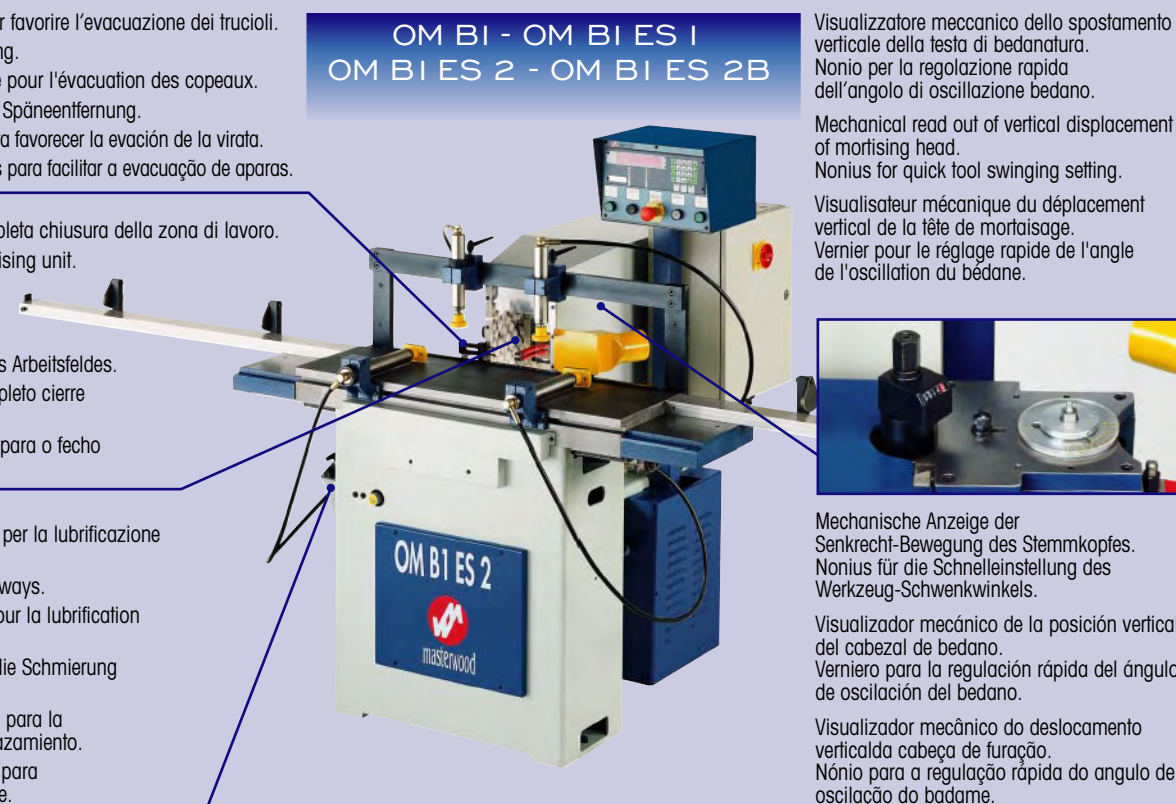 r favorire l’evacuazione dei trucioli.
ng.
e pour l'évacuation des copeaux.
Späneentfernung.
ra favorecer la evación de la virata.
s para facilitar a evacuação de aparas.
pleta chiusura della zona di lavoro.
ising unit.
s Arbeitsfeldes.
pleto cierre
para o fecho
per la lubrificazione
ways.
our la lubrification
lie Schmierung
para la
azamiento.
para
e.
OM B1 - OM B1 ES 1
OM B1 ES 2 - OM B1 ES 2B
OM B1 ES 2
masterwood
Visualizzatore meccanico dello spostamento
verticale della testa di bedanatura.
Nonio per la regolazione rapida
dell’angolo di oscillazione bedano.
Mechanical read out of vertical displacement
of mortising head.
Nonius for quick tool swinging setting.
Visualisateur mécanique du déplacement
vertical de la tête de mortaisage.
Vernier pour le réglage rapide de l'angle
de l'oscillation du bédane.
Mechanische Anzeige der
Senkrecht-Bewegung des Stemmkopfes.
Nonius für die Schnelleinstellung des
Werkzeug-Schwenkwinkels.
Visualizador mecánico de la posición vertica
del cabezal de bedano.
Verniero para la regulación rápida del ángulo
de oscilación del bedano.
Visualizador mecânico do deslocamento
verticalda cabeça de furação.
Nónio para a regulação rápida do angulo de
oscilacão do badame.